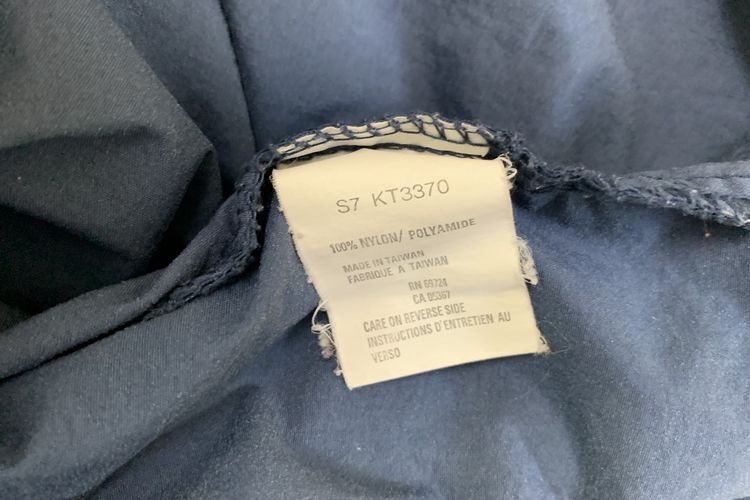 S7 KT3370
100% NYLON/ POLYAMIDE
MADE IN TAIWAN
FABRIQUE A TAIWAN
RN 69724
CA 05367
CARE ON REVERSE SIDE
INSTRUCTIONS D'ENTRETIEN AU
VERSO